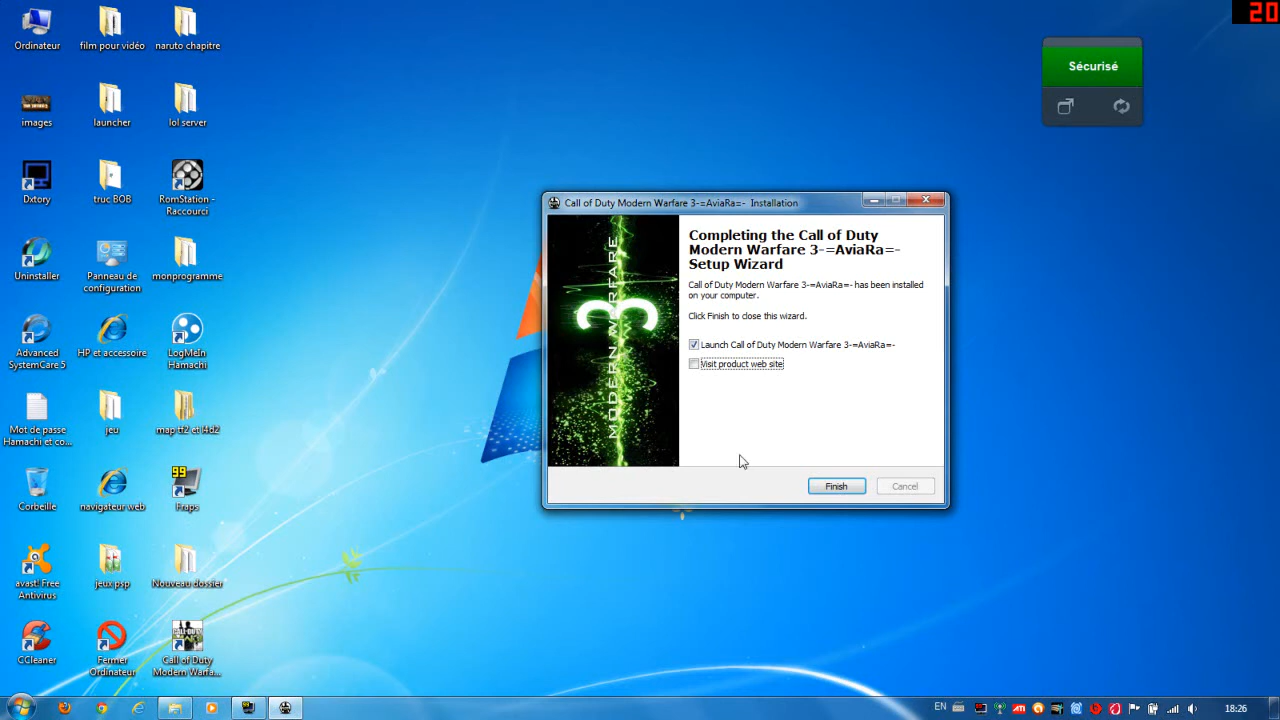 20
Sécurisé
Ordinateur
film pour vidéo
naruto chapitre
images
launcher
lol server
Dxtory
truc BOB
RomStation -
Raccourci
Uninstaller
Panneau de
configuration
monprogramme
Advanced
SystemCare 5
HP et accessoire
LogMeIn
Hamachi
Mot de passe
Hamachi et co...
jeu
map tf2 et l4d2
Corbeille
navigateur web
99
Fraps
avast! Free
Antivirus
jeux psp
Nouveau dossier
CCleaner
Fermer
Ordinateur
Call of Duty
Modern Warfa...
Call of Duty Modern Warfare 3-=AviaRa=- Installation
MODERN WARFARE
3
Completing the Call of Duty
Modern Warfare 3-=AviaRa=-
Setup Wizard
Call of Duty Modern Warfare 3-=AviaRa=- has been installed
on your computer.
Click Finish to close this wizard.
Launch Call of Duty Modern Warfare 3-=AviaRa=-
Visit product web site
Finish
Cancel
EN
18:26